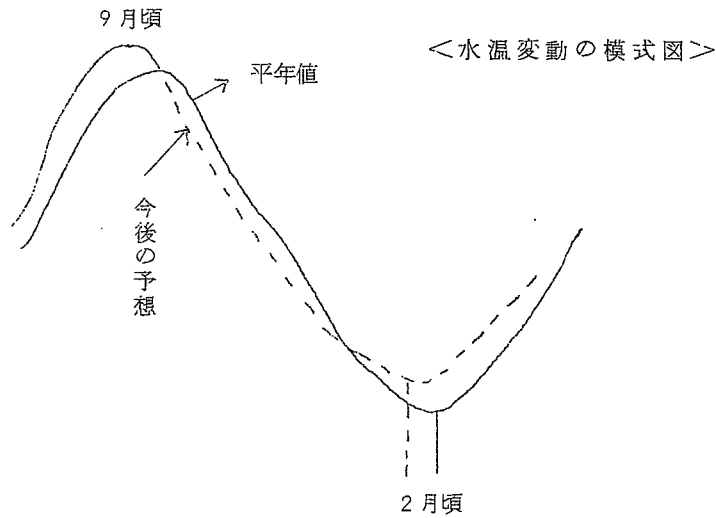 9月頃
<水温変動の模式図>
平年値
今後の予想
2月頃